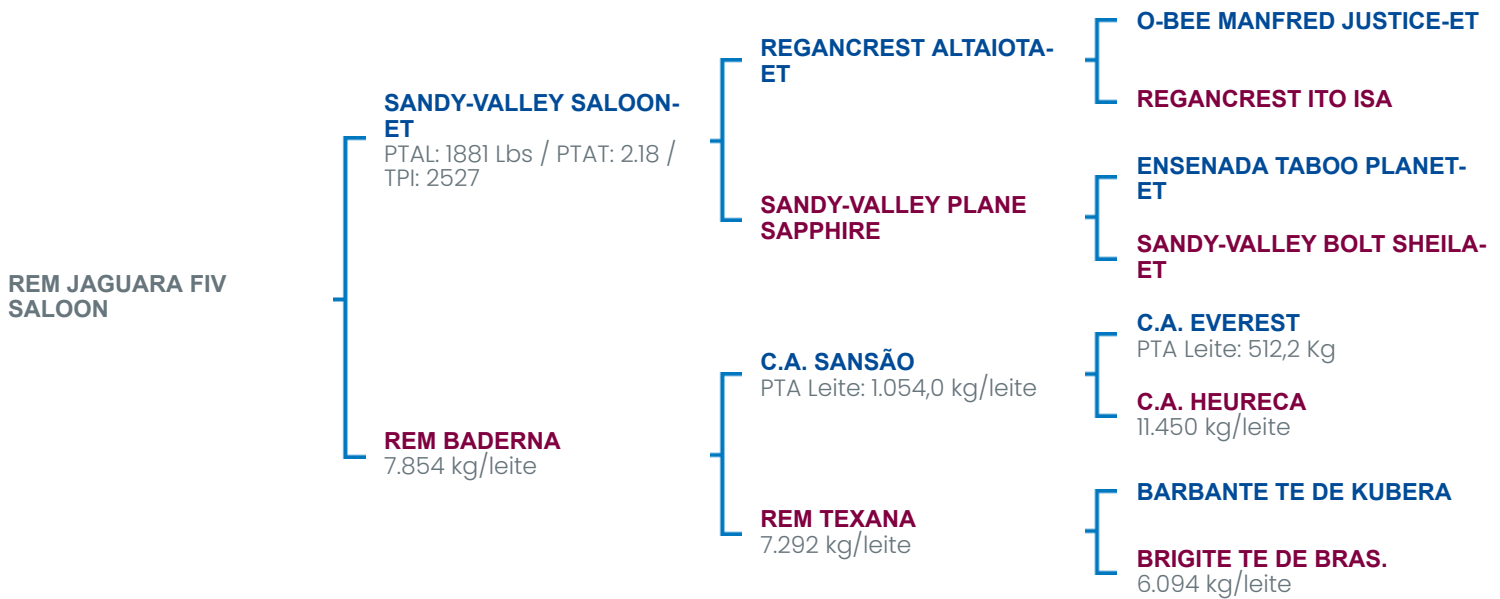 REM JAGUARA FIV
SALOON
SANDY-VALLEY SALOON-
ET
PTAL: 1881 Lbs / PTAT: 2.18 /
TPI: 2527
REGANCREST ALTAIOTA-
ET
O-BEE MANFRED JUSTICE-ET
REGANCREST ITO ISA
SANDY-VALLEY PLANE
SAPPHIRE
ENSENADA TABOO PLANET-
ET
SANDY-VALLEY BOLT SHEILA-
ET
REM BADERNA
7.854 kg/leite
C.A. SANSÃO
PTA Leite: 1.054,0 kg/leite
C.A. EVEREST
PTA Leite: 512,2 Kg
C.A. HEURECA
11.450 kg/leite
REM TEXANA
7.292 kg/leite
BARBANTE TE DE KUBERA
BRIGITE TE DE BRAS.
6.094 kg/leite